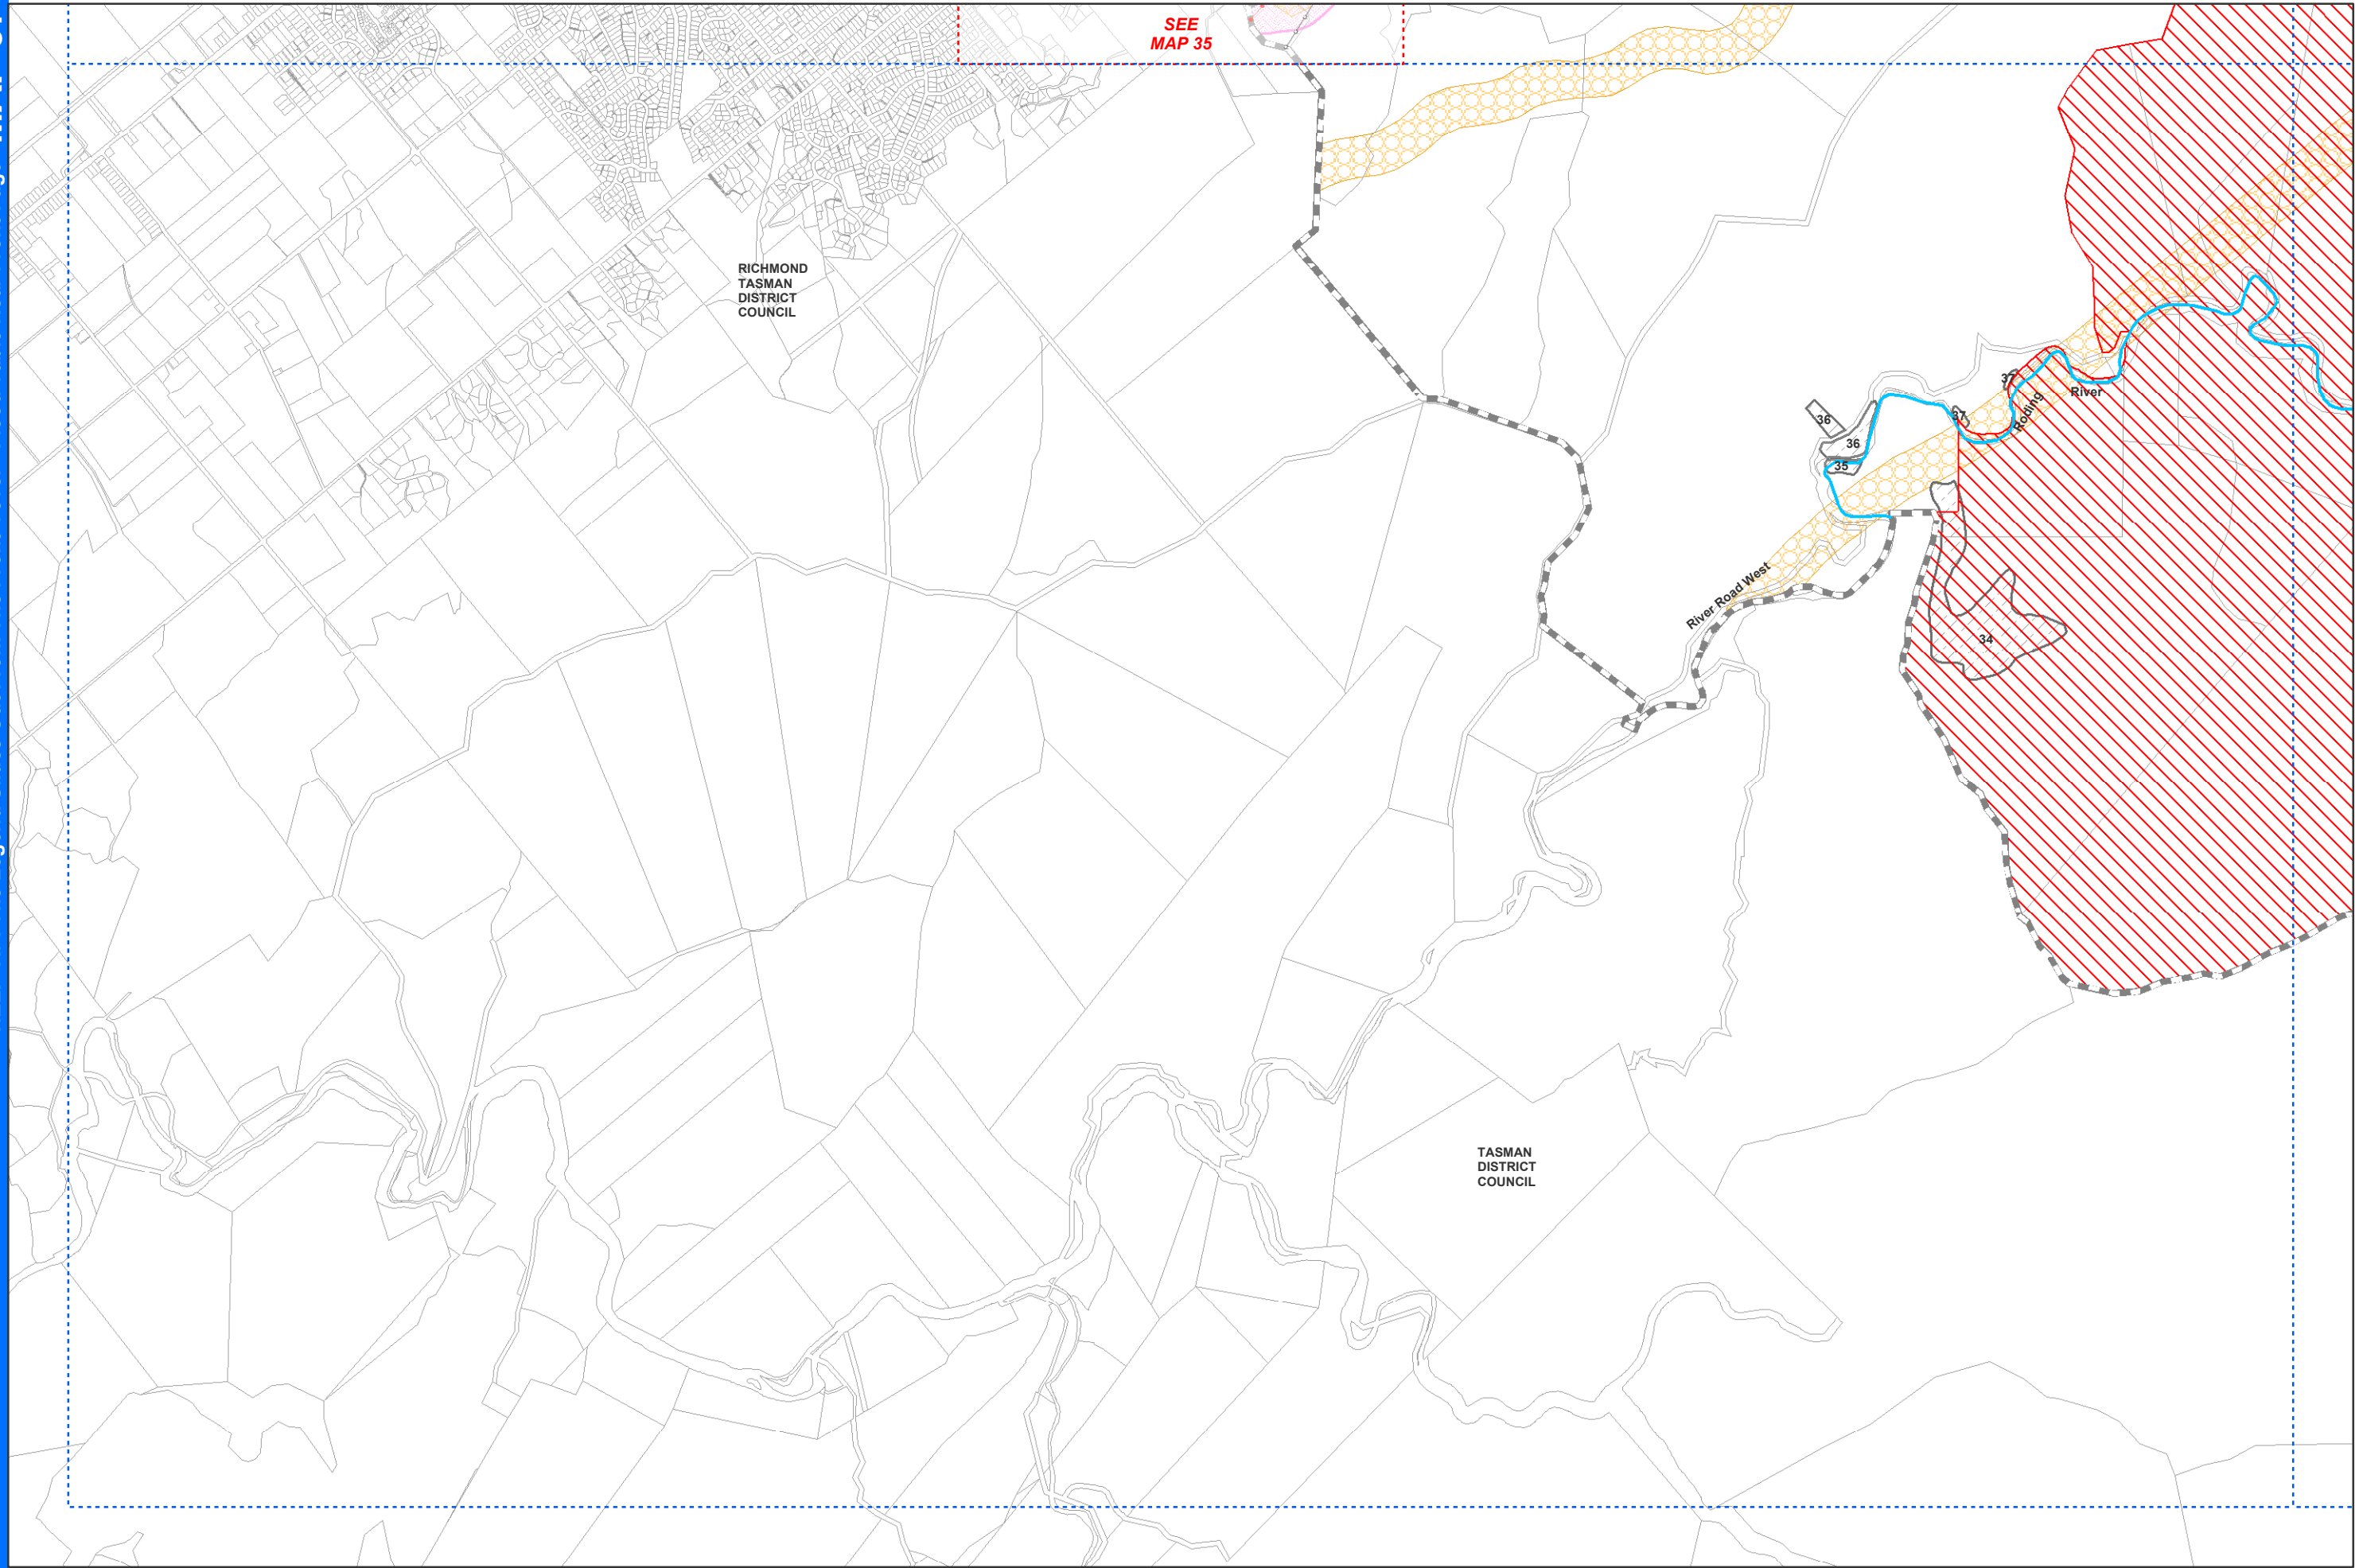 SEE
MAP 35
RICHMOND
TASMAN
DISTRICT
COUNCIL
37
River
36
37
Roding
36
35
River Road West
34
TASMAN
DISTRICT
COUNCIL